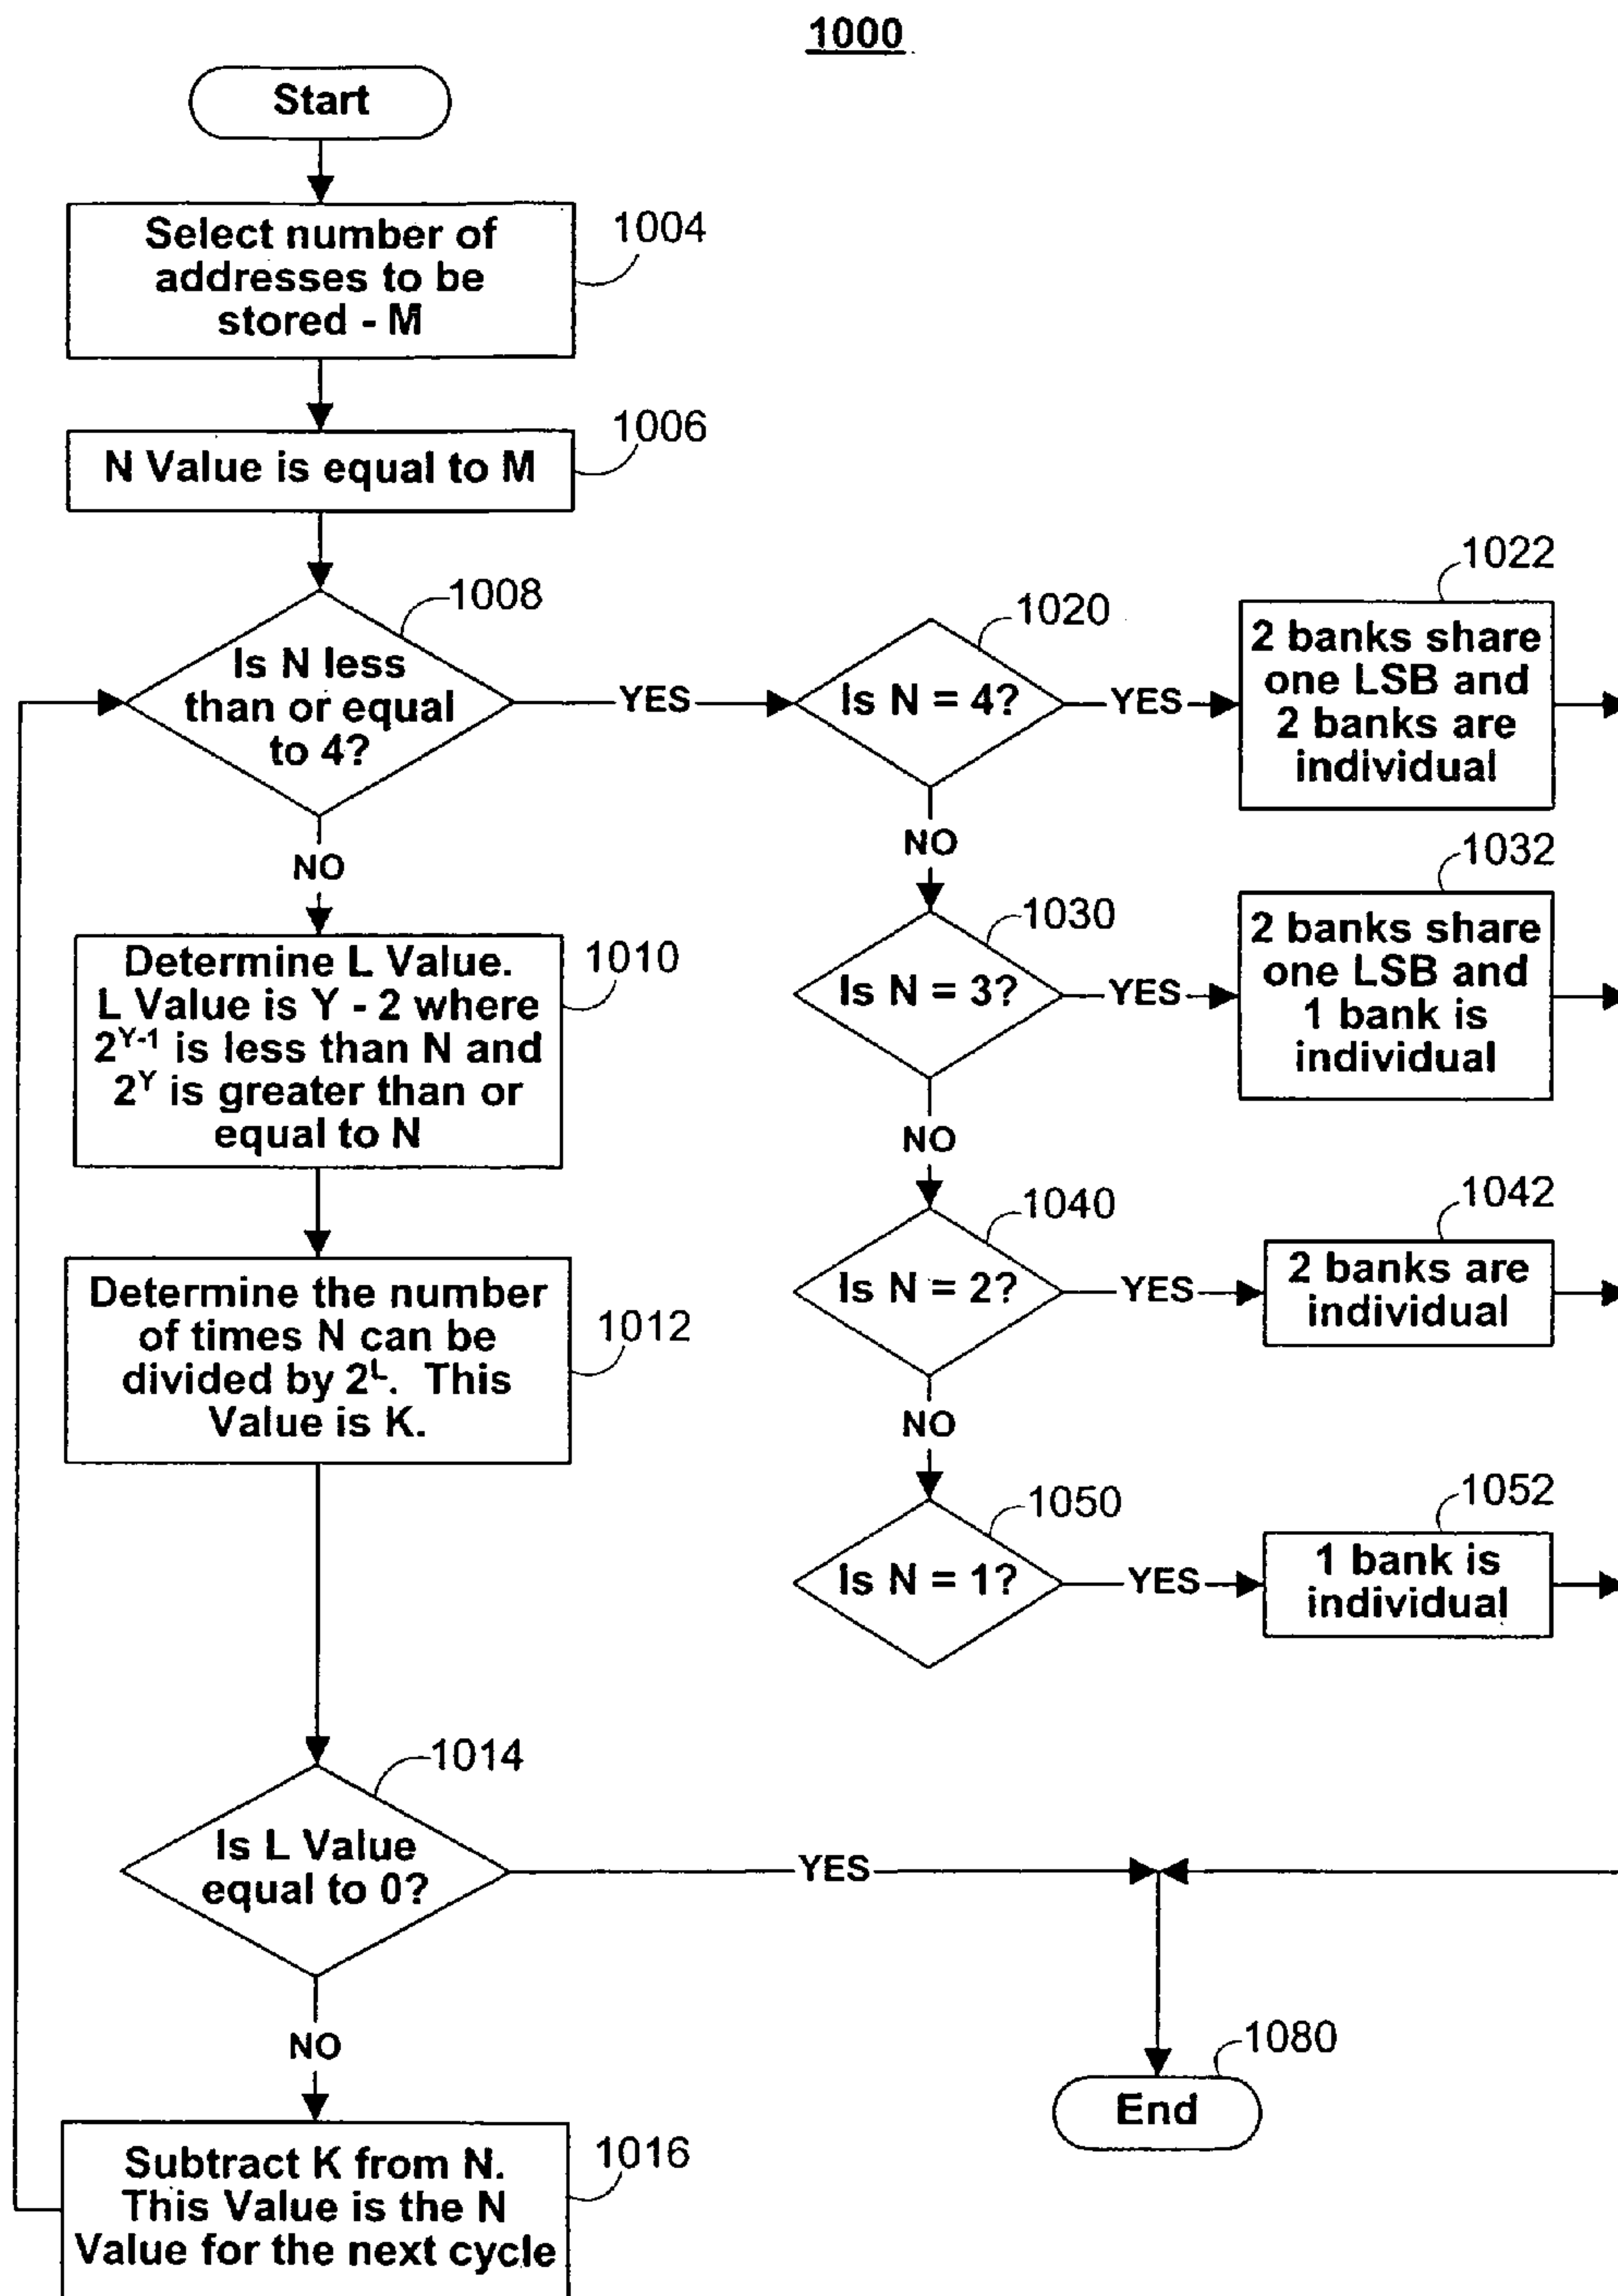 1000
Start
Select number of
addresses to be
stored - M
1004
N Value is equal to M
1006
Is N less
than or equal
to 4?
1008
YES
NO
Determine L Value.
L Value is Y - 2 where
2^Y-1 is less than N and
2^Y is greater than or
equal to N
1010
Determine the number
of times N can be
divided by 2^L. This
Value is K.
1012
Is L Value
equal to 0?
1014
YES
NO
Subtract K from N.
This Value is the N
Value for the next cycle
1016
Is N = 4?
1020
YES
2 banks share
one LSB and
2 banks are
individual
1022
NO
Is N = 3?
1030
YES
2 banks share
one LSB and
1 bank is
individual
1032
NO
Is N = 2?
1040
YES
2 banks are
individual
1042
NO
Is N = 1?
1050
YES
1 bank is
individual
1052
End
1080